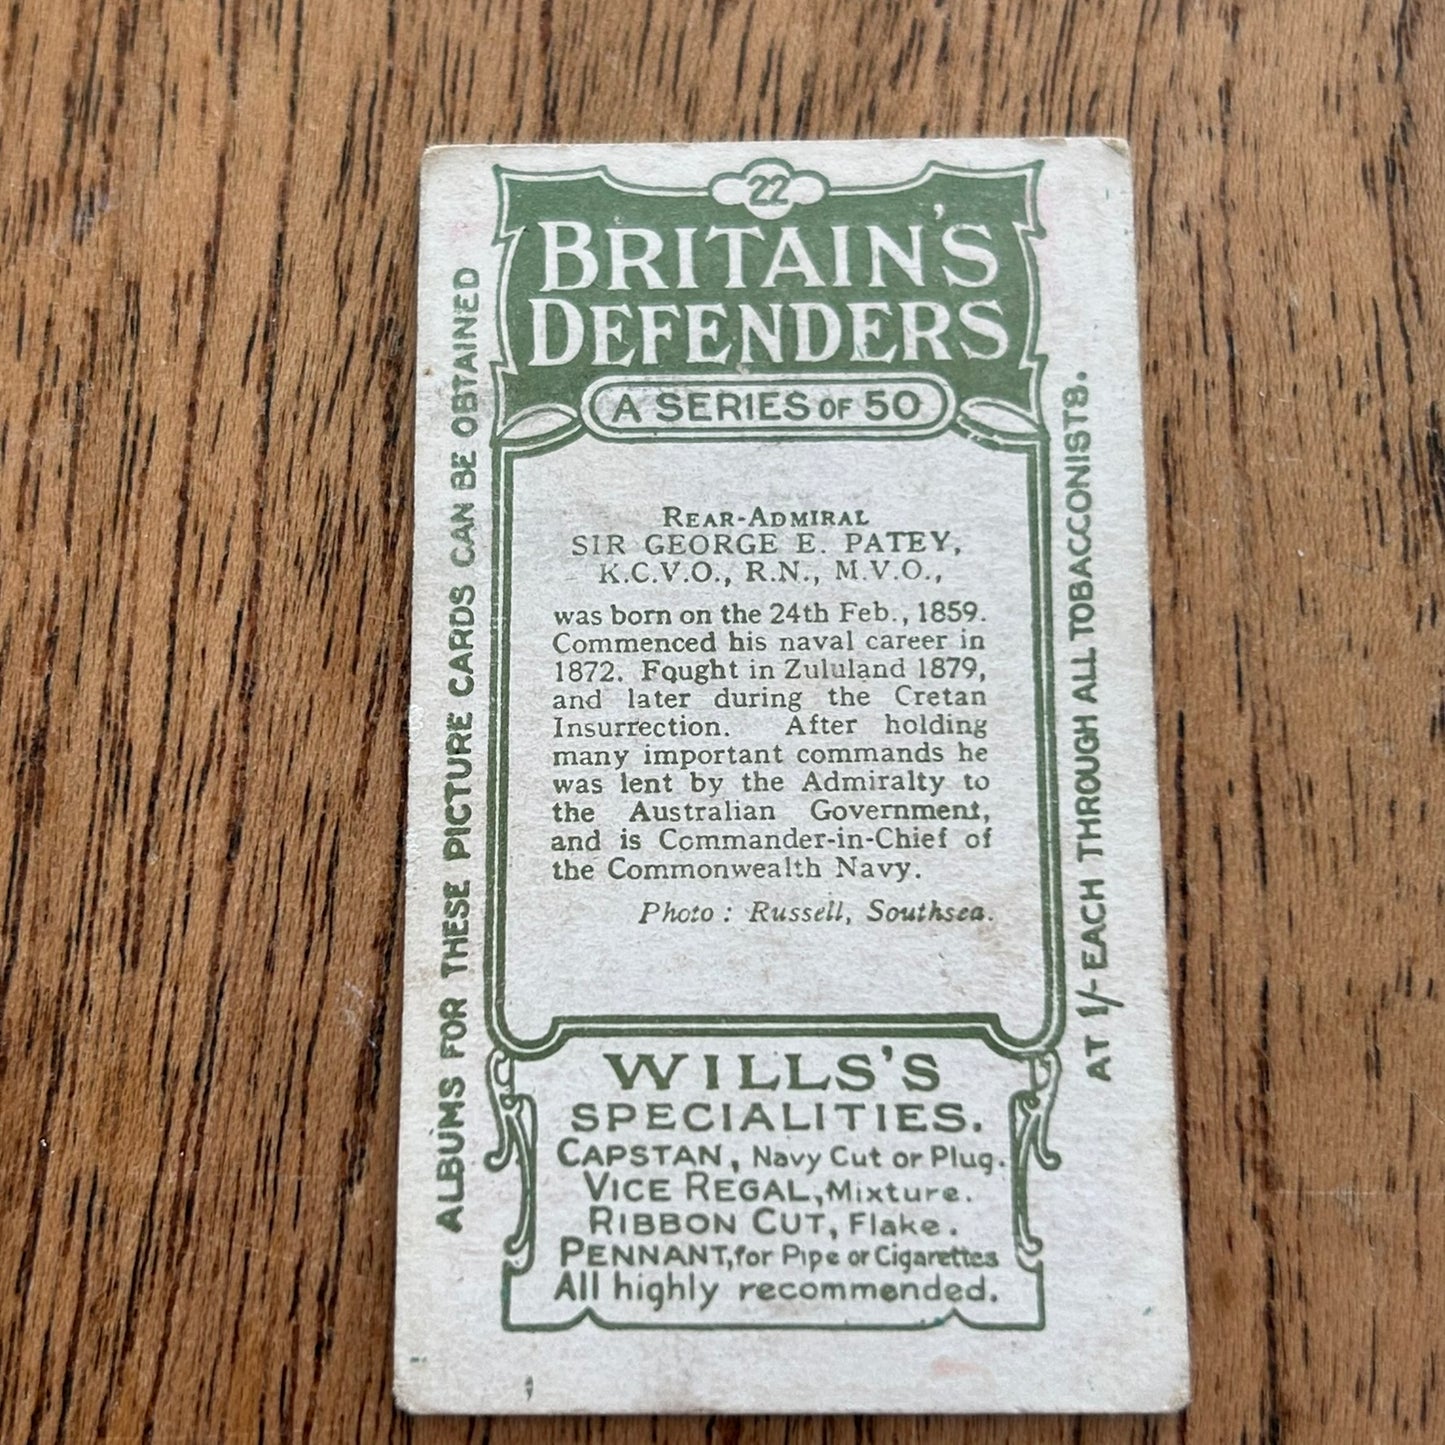 22
BRITAIN'S
DEFENDERS
A SERIES OF 50
REAR-ADMIRAL
SIR GEORGE E. PATEY,
K.C.V.O., R.N., M.V.O.,
was born on the 24th Feb., 1859.
Commenced his naval career in
1872. Fought in Zululand 1879,
and later during the Cretan
Insurrection. After holding
many important commands he
was lent by the Admiralty to
the Australian Government,
and is Commander-in-Chief of
the Commonwealth Navy.
Photo : Russell, Southsea.
WILLS'S
SPECIALITIES.
CAPSTAN, Navy Cut or Plug.
VICE REGAL, Mixture.
RIBBON CUT, Flake.
PENNANT, for Pipe or Cigarettes
All highly recommended.
ALBUMS FOR THESE PICTURE CARDS CAN BE OBTAINED
AT 1/- EACH THROUGH ALL TOBACCONISTS.